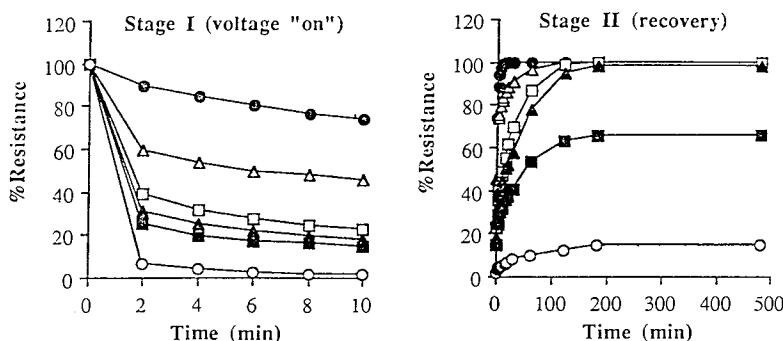 Stage I (voltage "on")
%Resistance
120
100
80
60
40
20
0
0 2 4 6 8 10
Time (min)
Stage II (recovery)
%Resistance
120
100
80
60
40
20
0
0 100 200 300 400 500
Time (min)